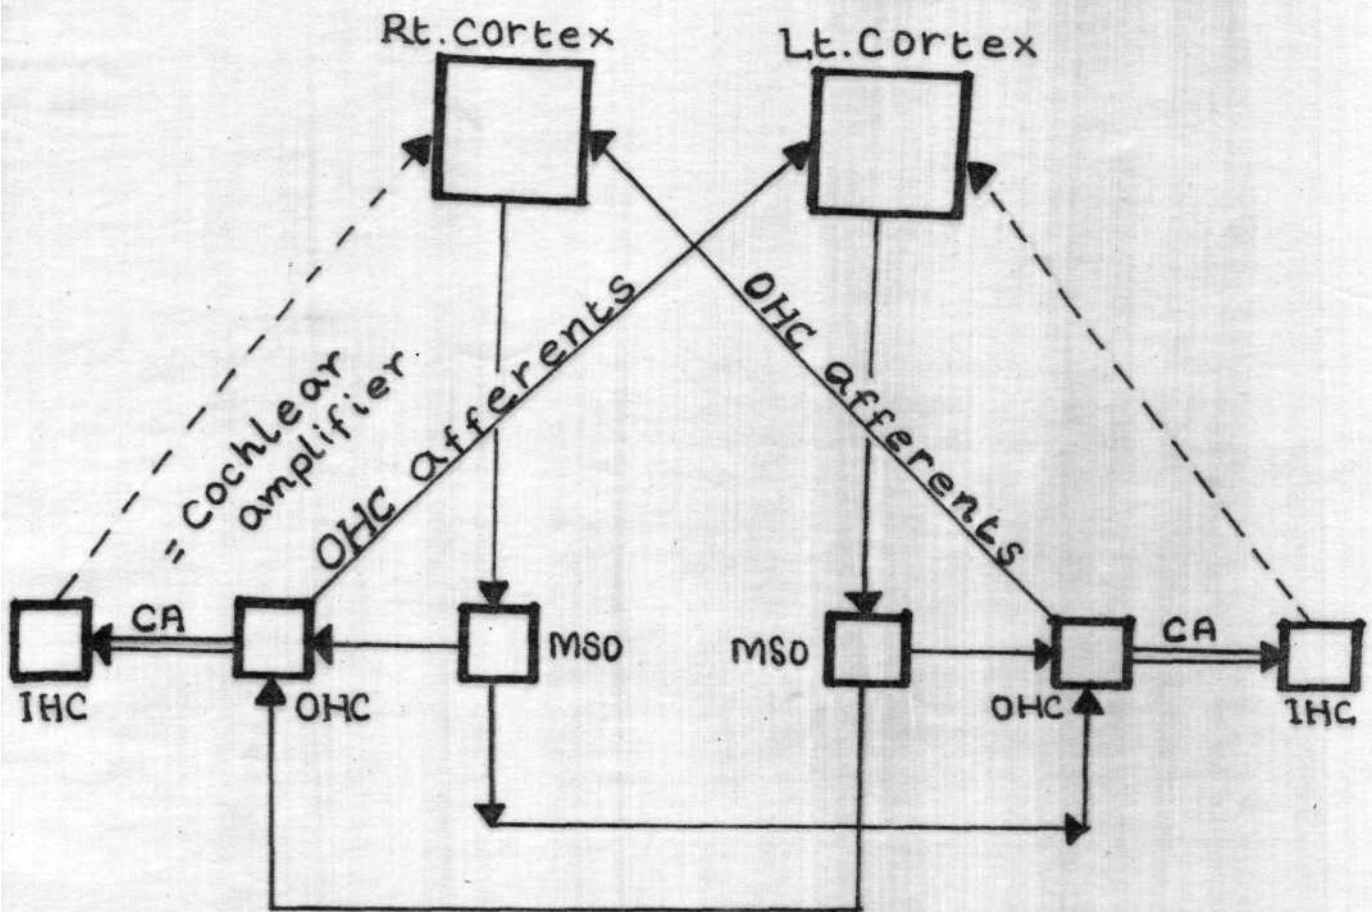 Rt.Cortex
Lt.Cortex
= Cochlear
amplifier
OHC afferents
OHC afferents
CA
MSO
MSO
CA
IHC
OHC
OHC
IHC